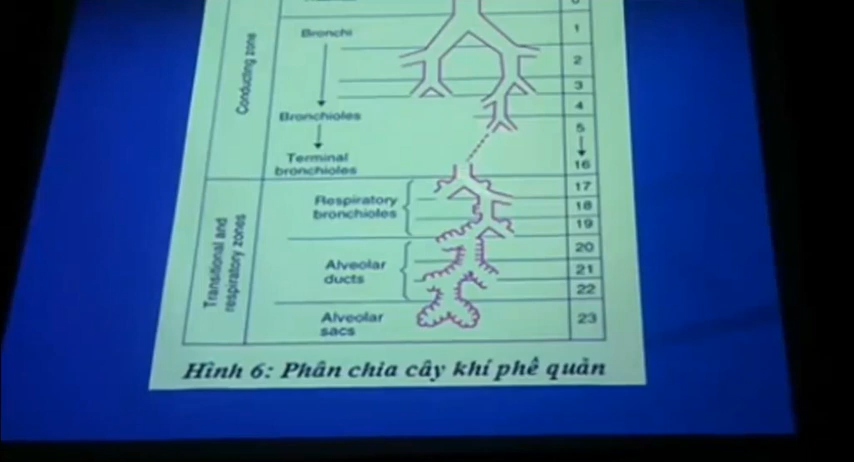 Conducting zone
Bronchi
Bronchioles
Terminal
bronchioles
Transitional and
respiratory zones
Respiratory
bronchioles
Alveolar
ducts
Alveolar
sacs
1
2
3
4
5
16
17
18
19
20
21
22
23
Hình 6: Phân chia cây khí phế quản